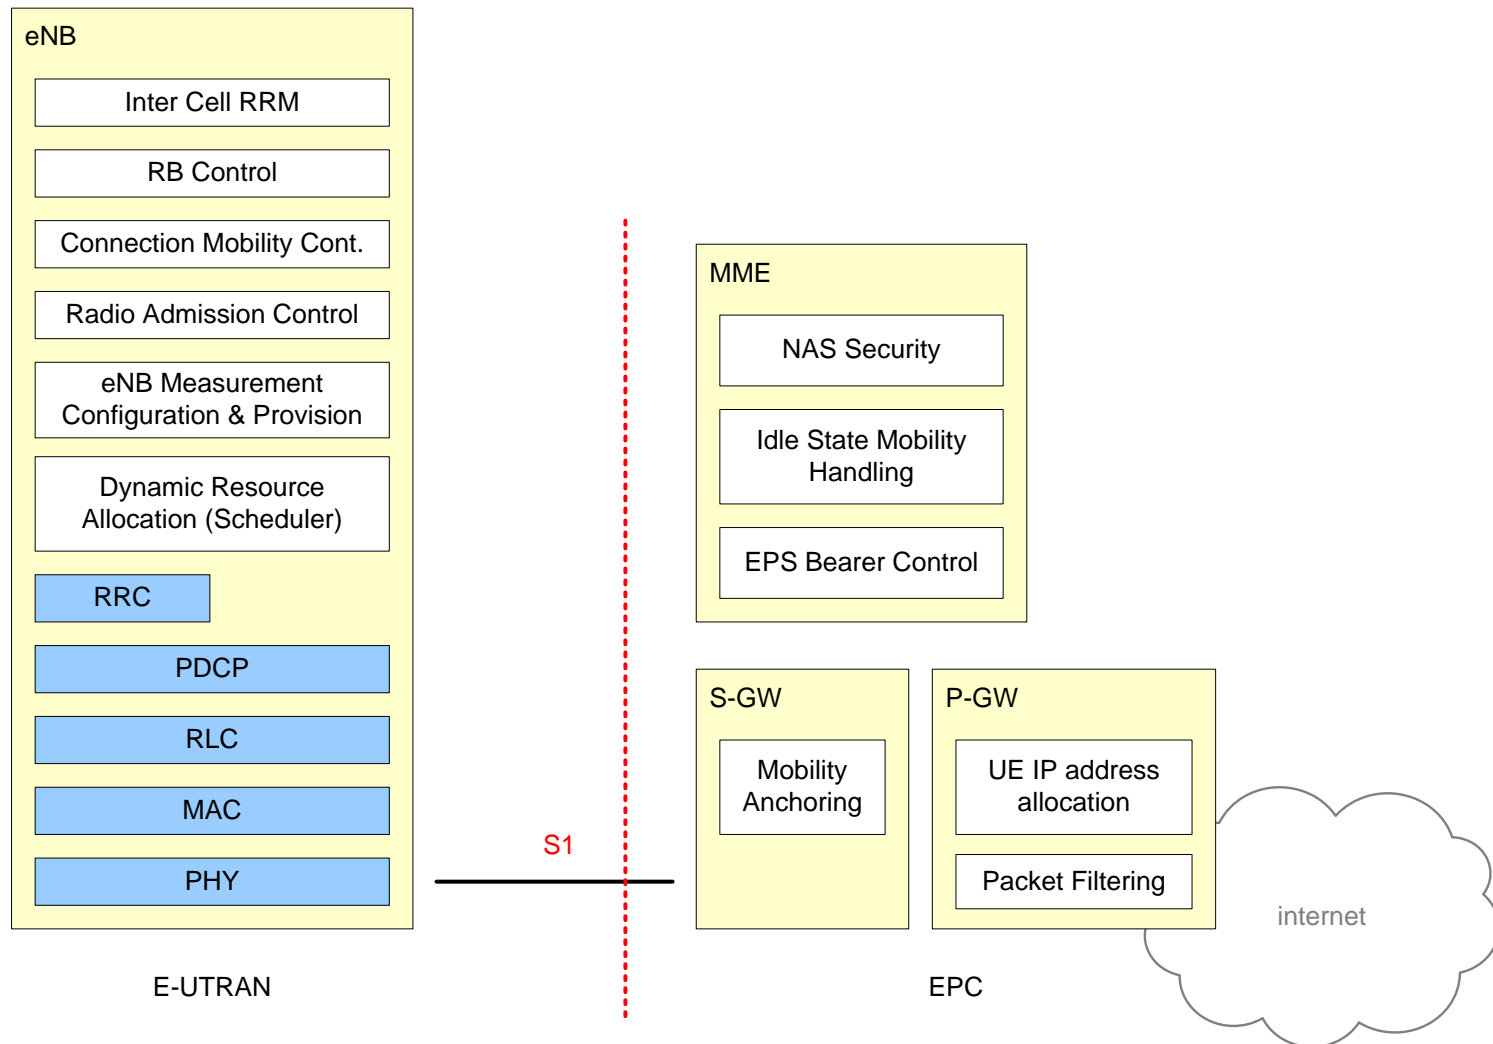 eNB
Inter Cell RRM
RB Control
Connection Mobility Cont.
Radio Admission Control
eNB Measurement
Configuration & Provision
Dynamic Resource
Allocation (Scheduler)
RRC
PDCP
RLC
MAC
PHY
E-UTRAN
S1
MME
NAS Security
Idle State Mobility
Handling
EPS Bearer Control
S-GW
Mobility
Anchoring
P-GW
UE IP address
allocation
Packet Filtering
internet
EPC